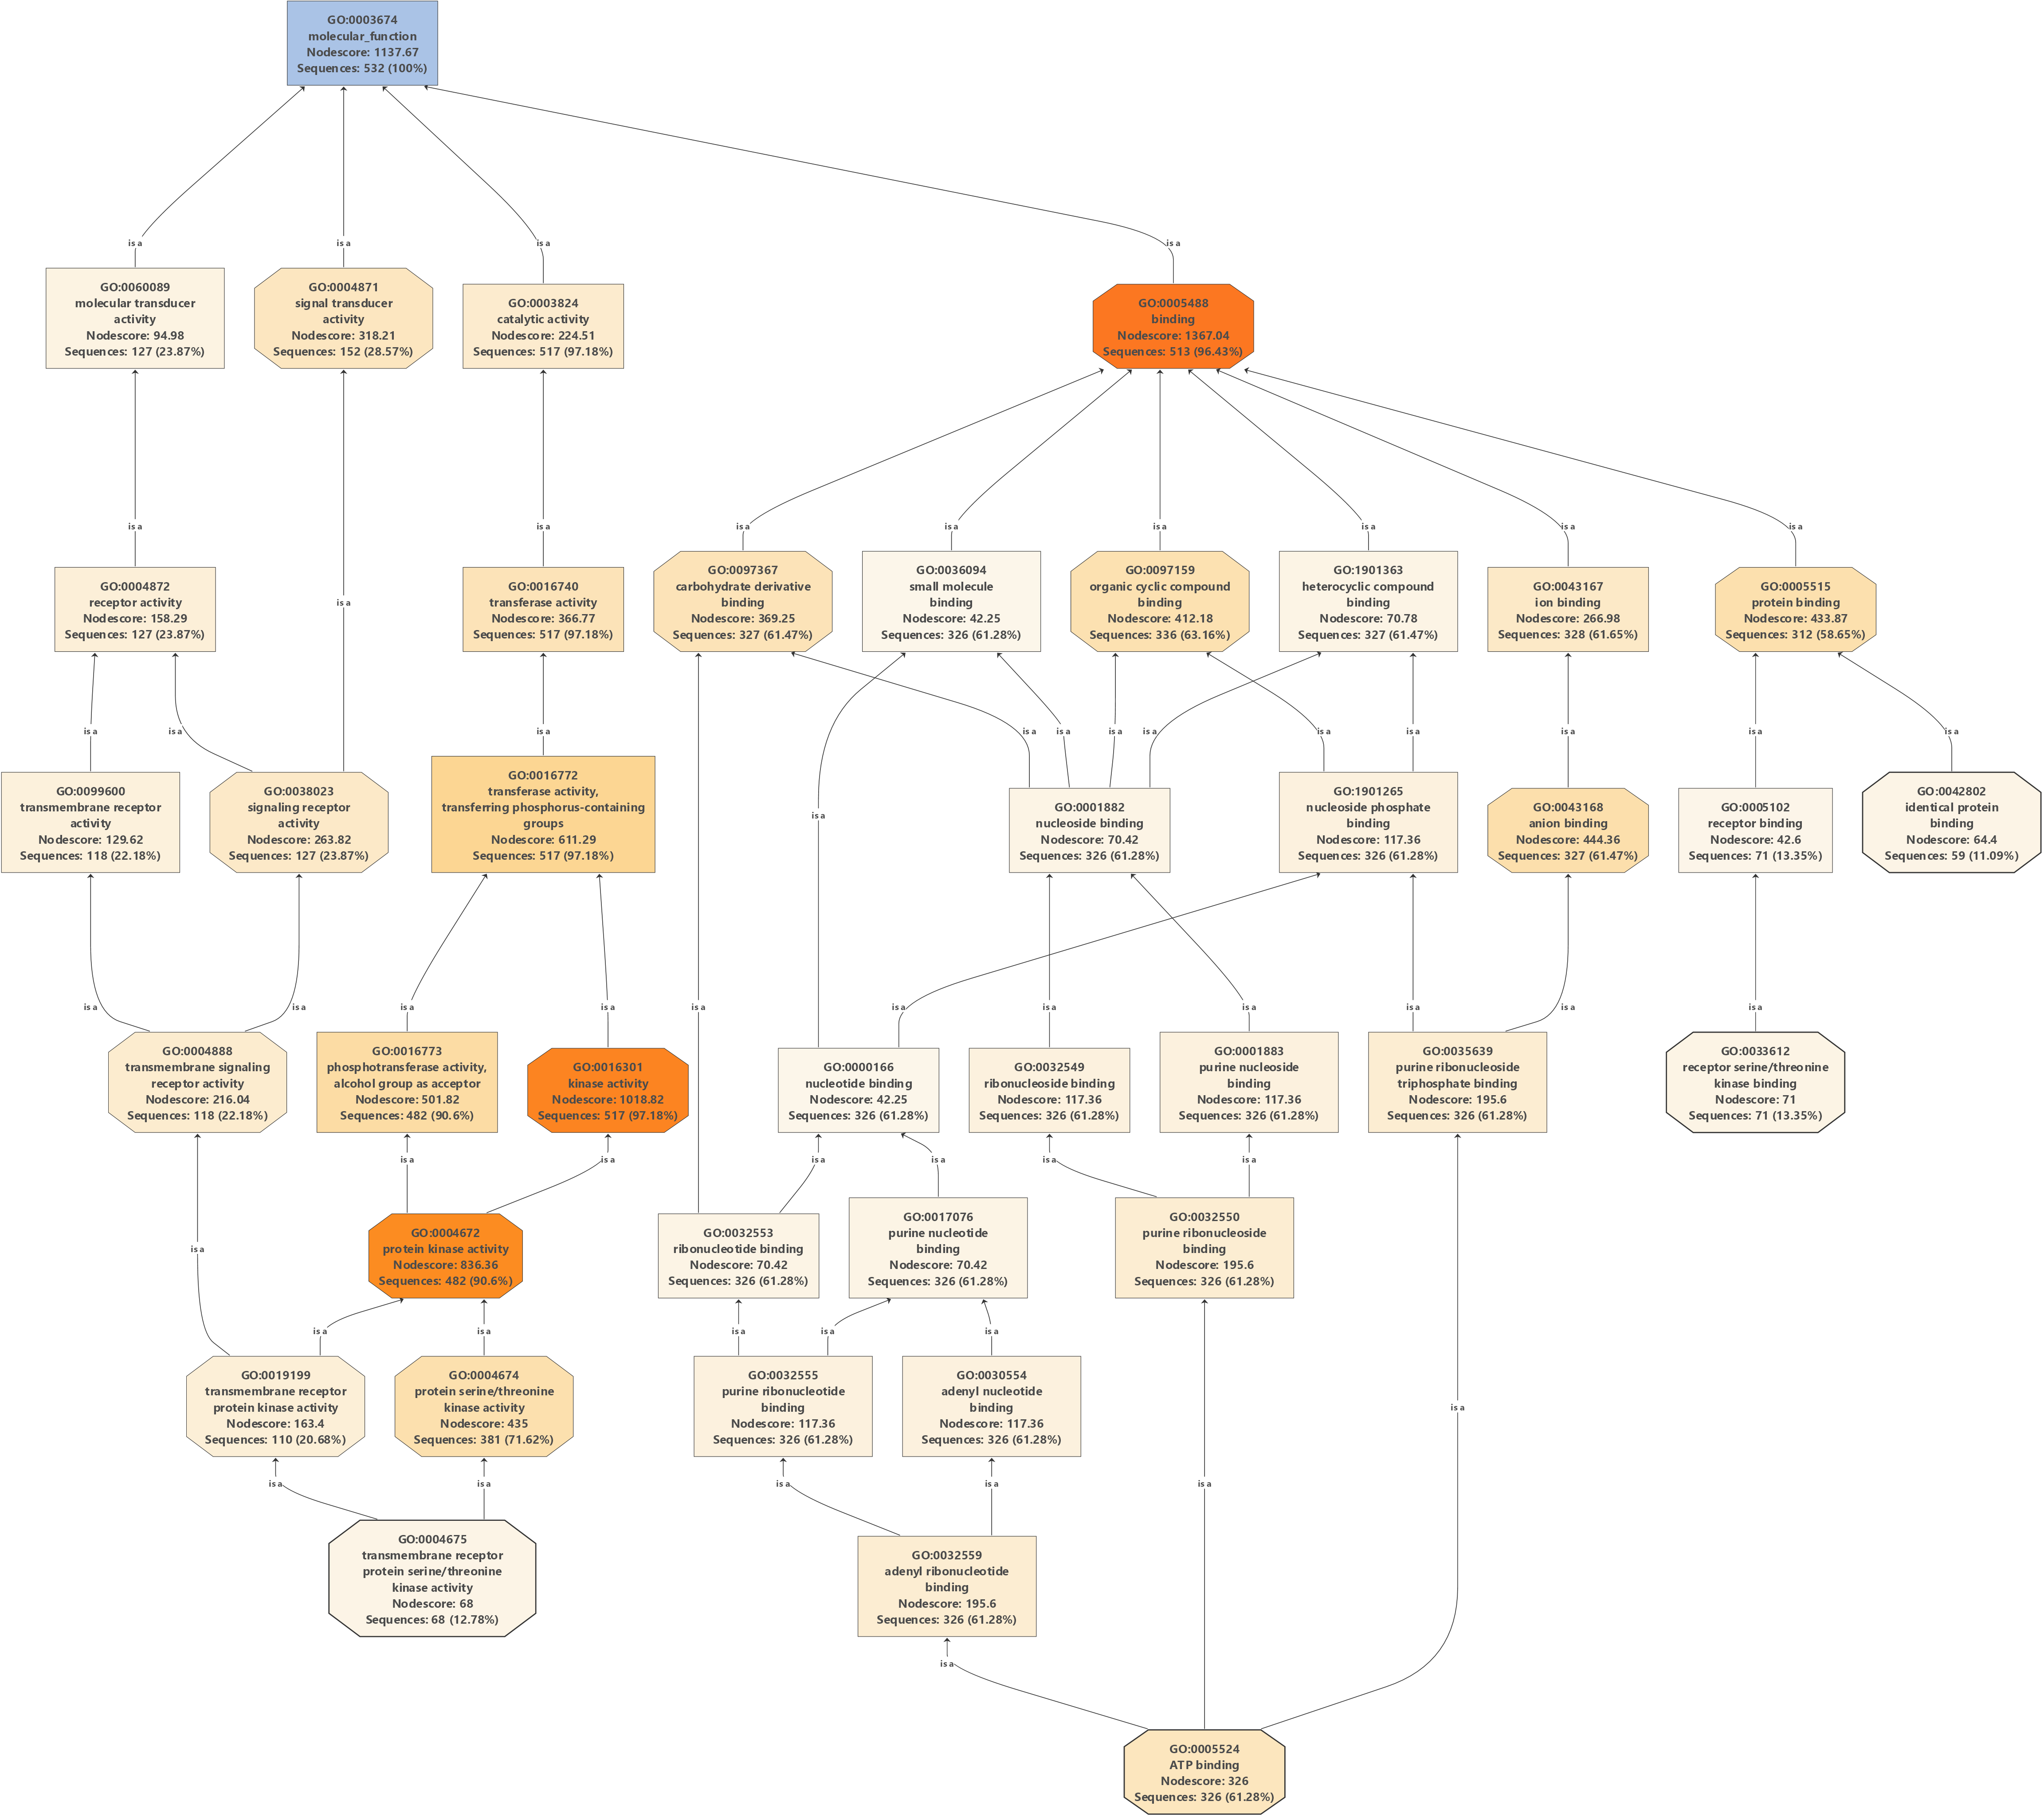 GO:0003674
molecular_function
Nodescore: 1137.67
Sequences: 532 (100%)
is a
is a
is a
is a
GO:0060089
molecular transducer
activity
Nodescore: 94.98
Sequences: 127 (23.87%)
GO:0004871
signal transducer
activity
Nodescore: 318.21
Sequences: 152 (28.57%)
GO:0003824
catalytic activity
Nodescore: 224.51
Sequences: 517 (97.18%)
GO:0005488
binding
Nodescore: 1367.04
Sequences: 513 (96.43%)
is a
is a
is a
is a
is a
is a
is a
is a
is a
GO:0004872
receptor activity
Nodescore: 158.29
Sequences: 127 (23.87%)
GO:0016740
transferase activity
Nodescore: 366.77
Sequences: 517 (97.18%)
GO:0097367
carbohydrate derivative
binding
Nodescore: 369.25
Sequences: 327 (61.47%)
GO:0036094
small molecule
binding
Nodescore: 42.25
Sequences: 326 (61.28%)
GO:0097159
organic cyclic compound
binding
Nodescore: 412.18
Sequences: 336 (63.16%)
GO:1901363
heterocyclic compound
binding
Nodescore: 70.78
Sequences: 327 (61.47%)
GO:0043167
ion binding
Nodescore: 266.98
Sequences: 328 (61.65%)
GO:0005515
protein binding
Nodescore: 433.87
Sequences: 312 (58.65%)
is a
is a
is a
is a
is a
is a
is a
is a
is a
is a
is a
is a
GO:0099600
transmembrane receptor
activity
Nodescore: 129.62
Sequences: 118 (22.18%)
GO:0038023
signaling receptor
activity
Nodescore: 263.82
Sequences: 127 (23.87%)
GO:0016772
transferase activity,
transferring phosphorus-containing
groups
Nodescore: 611.29
Sequences: 517 (97.18%)
is a
GO:0001882
nucleoside binding
Nodescore: 70.42
Sequences: 326 (61.28%)
GO:1901265
nucleoside phosphate
binding
Nodescore: 117.36
Sequences: 326 (61.28%)
GO:0043168
anion binding
Nodescore: 444.36
Sequences: 327 (61.47%)
GO:0005102
receptor binding
Nodescore: 42.6
Sequences: 71 (13.35%)
GO:0042802
identical protein
binding
Nodescore: 64.4
Sequences: 59 (11.09%)
is a
is a
is a
is a
is a
is a
is a
is a
is a
is a
is a
GO:0004888
transmembrane signaling
receptor activity
Nodescore: 216.04
Sequences: 118 (22.18%)
GO:0016773
phosphotransferase activity,
alcohol group as acceptor
Nodescore: 501.82
Sequences: 482 (90.6%)
GO:0016301
kinase activity
Nodescore: 1018.82
Sequences: 517 (97.18%)
GO:0000166
nucleotide binding
Nodescore: 42.25
Sequences: 326 (61.28%)
GO:0032549
ribonucleoside binding
Nodescore: 117.36
Sequences: 326 (61.28%)
GO:0001883
purine nucleoside
binding
Nodescore: 117.36
Sequences: 326 (61.28%)
GO:0035639
purine ribonucleoside
triphosphate binding
Nodescore: 195.6
Sequences: 326 (61.28%)
GO:0033612
receptor serine/threonine
kinase binding
Nodescore: 71
Sequences: 71 (13.35%)
is a
is a
is a
is a
is a
is a
is a
GO:0004672
protein kinase activity
Nodescore: 836.36
Sequences: 482 (90.6%)
GO:0032553
ribonucleotide binding
Nodescore: 70.42
Sequences: 326 (61.28%)
GO:0017076
purine nucleotide
binding
Nodescore: 70.42
Sequences: 326 (61.28%)
GO:0032550
purine ribonucleoside
binding
Nodescore: 195.6
Sequences: 326 (61.28%)
is a
is a
is a
is a
is a
is a
GO:0019199
transmembrane receptor
protein kinase activity
Nodescore: 163.4
Sequences: 110 (20.68%)
GO:0004674
protein serine/threonine
kinase activity
Nodescore: 435
Sequences: 381 (71.62%)
GO:0032555
purine ribonucleotide
binding
Nodescore: 117.36
Sequences: 326 (61.28%)
GO:0030554
adenyl nucleotide
binding
Nodescore: 117.36
Sequences: 326 (61.28%)
is a
is a
is a
is a
is a
is a
GO:0004675
transmembrane receptor
protein serine/threonine
kinase activity
Nodescore: 68
Sequences: 68 (12.78%)
GO:0032559
adenyl ribonucleotide
binding
Nodescore: 195.6
Sequences: 326 (61.28%)
is a
GO:0005524
ATP binding
Nodescore: 326
Sequences: 326 (61.28%)